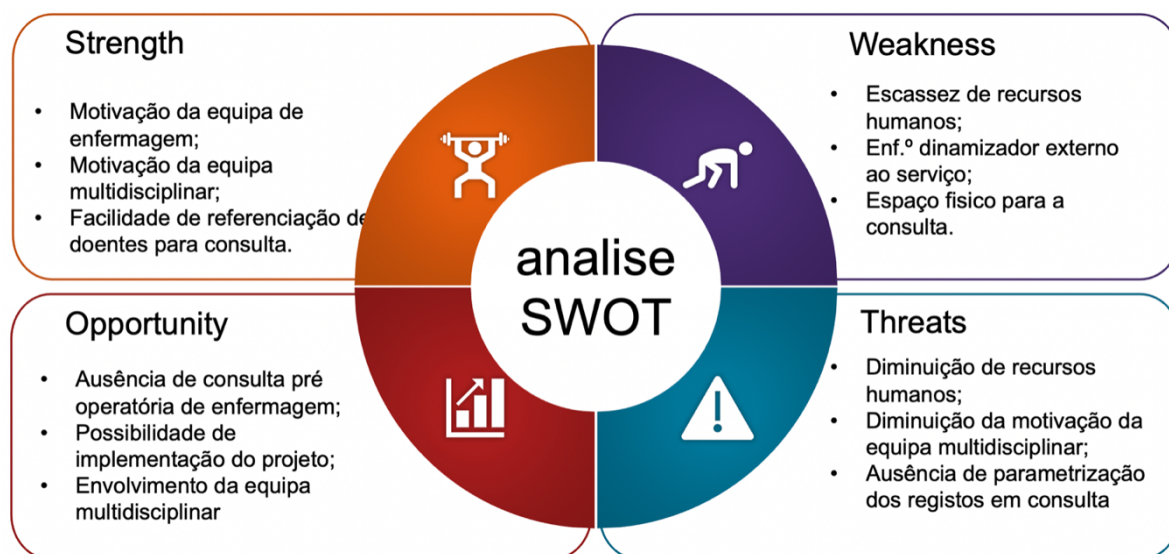 Strength
• Motivação da equipa de
enfermagem;
• Motivação da equipa
multidisciplinar;
• Facilidade de referenciação de
doentes para consulta.
Weakness
• Escassez de recursos
humanos;
• Enf.º dinamizador externo
ao serviço;
• Espaço fisico para a
consulta.
analise
SWOT
Opportunity
• Ausência de consulta pré
operatória de enfermagem;
• Possibilidade de
implementação do projeto;
• Envolvimento da equipa
multidisciplinar
Threats
• Diminuição de recursos
humanos;
• Diminuição da motivação da
equipa multidisciplinar;
• Ausência de parametrização
dos registos em consulta